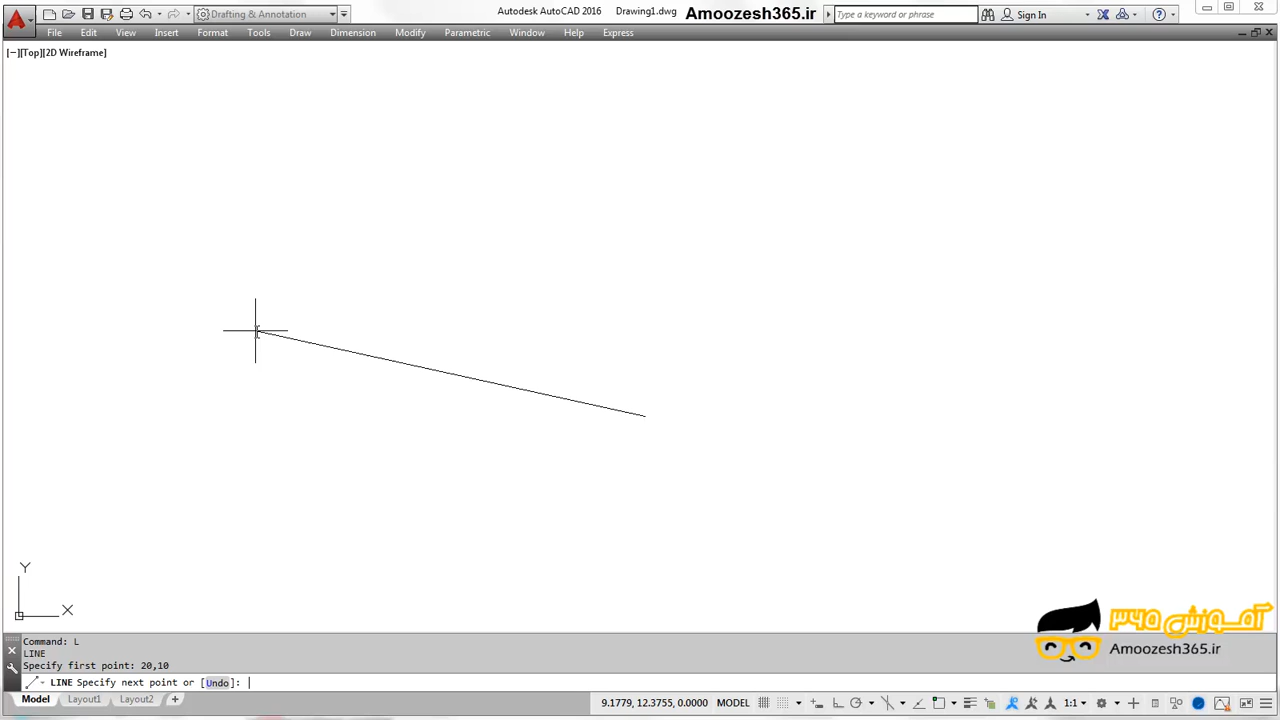 Drafting & Annotation
Autodesk AutoCAD 2016 Drawing1.dwg
Amoozesh365.ir
Type a keyword or phrase
Sign In
File Edit View Insert Format Tools Draw Dimension Modify Parametric Window Help Express
[−][Top][2D Wireframe]
Y
X
آموزش ۳۶۵
Amoozesh365.ir
Command: L
LINE
Specify first point: 20,10
LINE Specify next point or [Undo]:
Model Layout1 Layout2 +
9.1779, 12.3755, 0.0000 MODEL 1:1